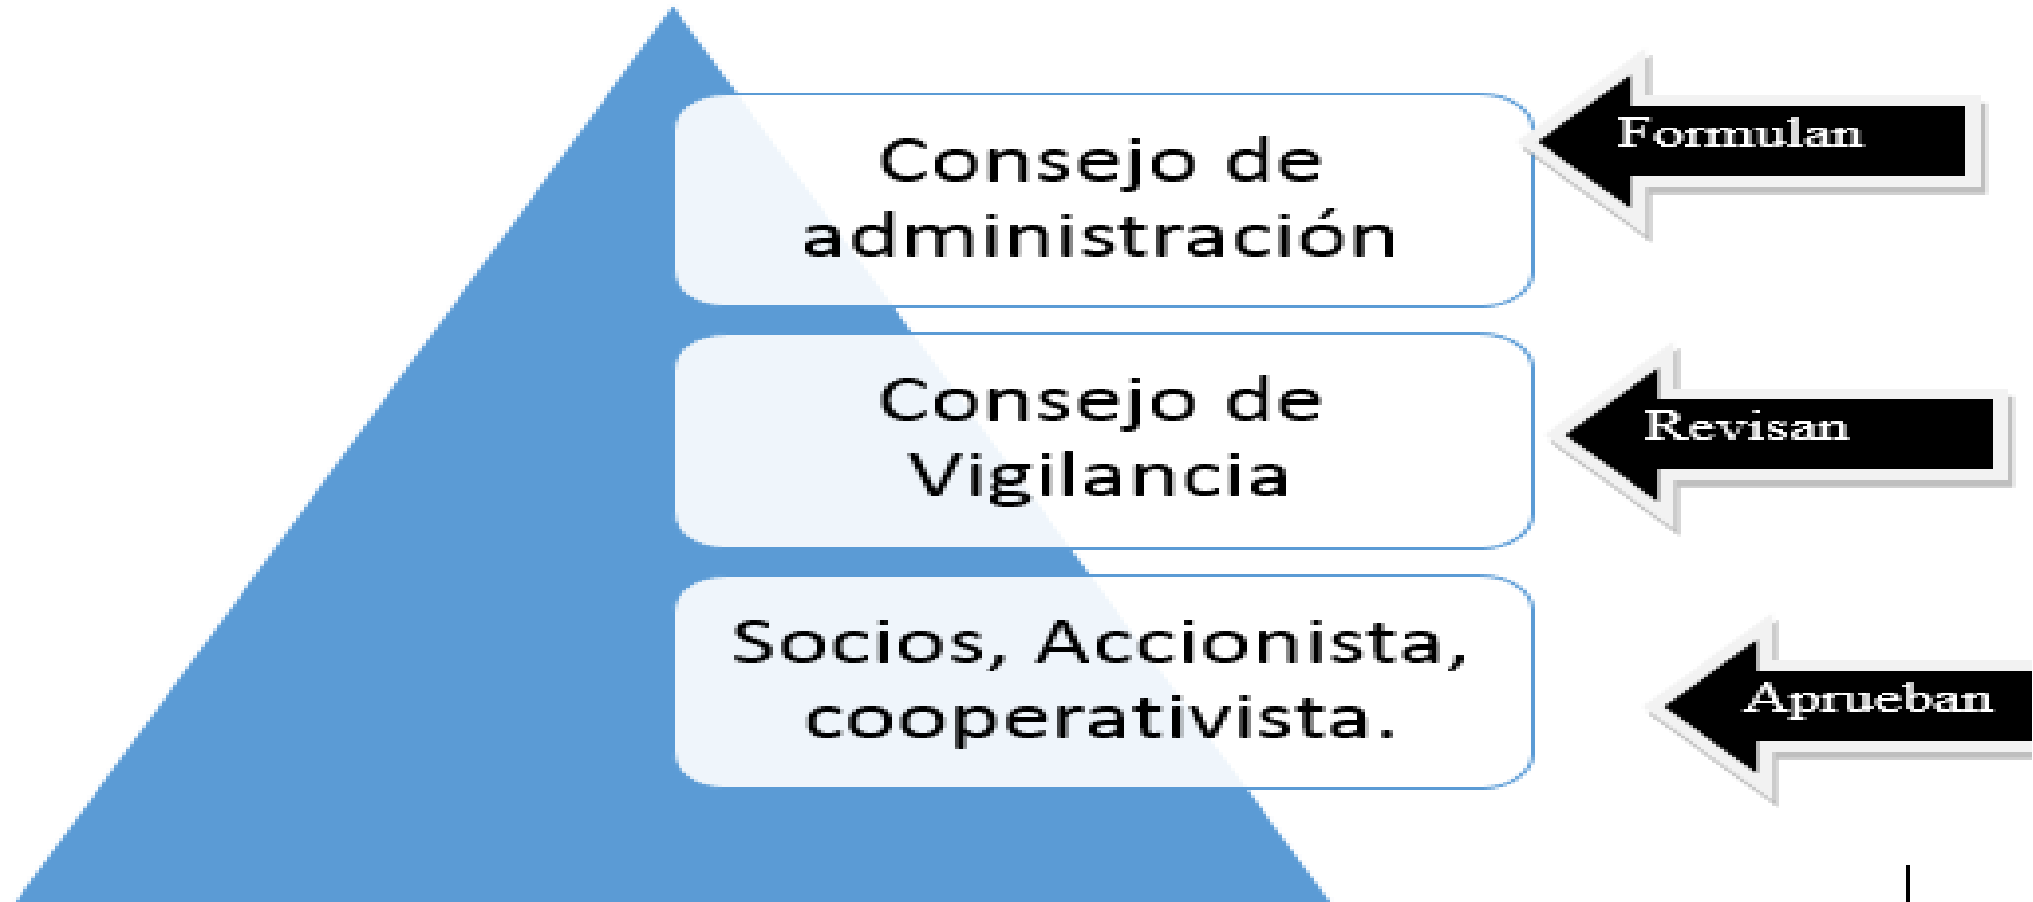 Consejo de
administración
Formulan
Consejo de
Vigilancia
Revisan
Socios, Accionista,
cooperativista.
Aprueban